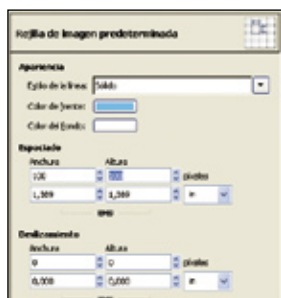 Rejilla de imagen predeterminada
Apariencia
Estilo de la línea: Sólido
Color de frente:
Color del fondo:
Espaciado
Anchura Altura
100 píxeles
1,389 1,389 in
Desplazamiento
Anchura Altura
0 0 píxeles
0,000 0,000 in